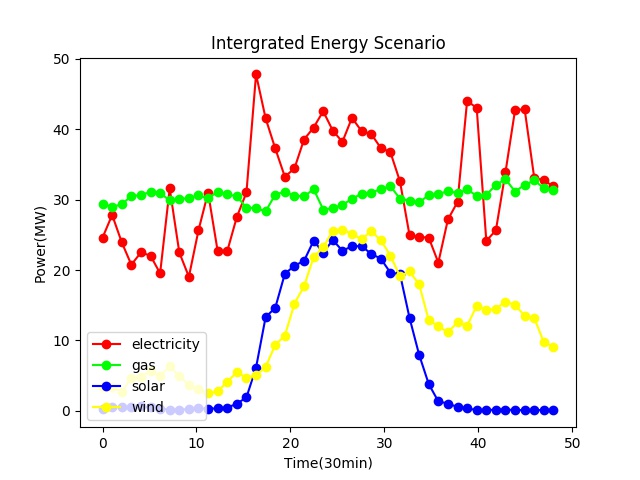 Intergrated Energy Scenario
50
40
30
20
10
0
Power(MW)
electricity
gas
solar
wind
0
10
20
30
40
50
Time(30min)